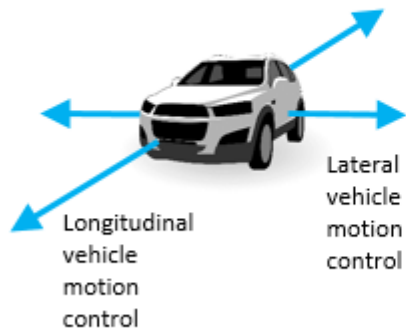 Longitudinal
vehicle
motion
control
Lateral
vehicle
motion
control